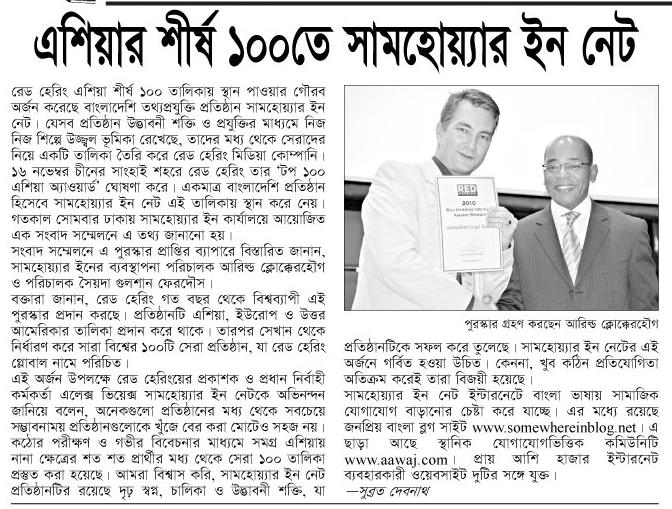 এশিয়ার শীর্ষ ১০০তে সামহোয়্যার ইন নেট
রেড হেরিং এশিয়া শীর্ষ ১০০ তালিকায় স্থান পাওয়ার গৌরব
অর্জন করেছে বাংলাদেশি তথ্যপ্রযুক্তি প্রতিষ্ঠান সামহোয়্যার ইন
নেট। যেসব প্রতিষ্ঠান উদ্ভাবনী শক্তি ও প্রযুক্তির মাধ্যমে নিজ
নিজ শিল্পে উজ্জ্বল ভূমিকা রেখেছে, তাদের মধ্য থেকে সেরাদের
নিয়ে একটি তালিকা তৈরি করে রেড হেরিং মিডিয়া কোম্পানি।
১৬ নভেম্বর চীনের সাংহাই শহরে রেড হেরিং তার 'টপ ১০০
এশিয়া অ্যাওয়ার্ড' ঘোষণা করে। একমাত্র বাংলাদেশি প্রতিষ্ঠান
হিসেবে সামহোয়্যার ইন নেট এই তালিকায় স্থান করে নেয়।
গতকাল সোমবার ঢাকায় সামহোয়্যার ইন কার্যালয়ে আয়োজিত
এক সংবাদ সম্মেলনে এ তথ্য জানানো হয়।
সংবাদ সম্মেলনে এ পুরস্কার প্রাপ্তির ব্যাপারে বিস্তারিত জানান,
সামহোয়্যার ইনের ব্যবস্থাপনা পরিচালক আরিল্ড ক্লোক্কেরহৌগ
ও পরিচালক সৈয়দা গুলশান ফেরদৌস।
বক্তারা জানান, রেড হেরিং গত বছর থেকে বিশ্বব্যাপী এই
পুরস্কার প্রদান করছে। প্রতিষ্ঠানটি এশিয়া, ইউরোপ ও উত্তর
আমেরিকার তালিকা প্রদান করে থাকে। তারপর সেখান থেকে
নির্ধারণ করে সারা বিশ্বের ১০০টি সেরা প্রতিষ্ঠান, যা রেড হেরিং
গ্লোবাল নামে পরিচিত।
এই অর্জন উপলক্ষে রেড হেরিংয়ের প্রকাশক ও প্রধান নির্বাহী
কর্মকর্তা এলেক্স ভিয়েক্স সামহোয়্যার ইন নেটকে অভিনন্দন
জানিয়ে বলেন, অনেকগুলো প্রতিষ্ঠানের মধ্য থেকে সবচেয়ে
সম্ভাবনাময় প্রতিষ্ঠানগুলোকে খুঁজে বের করা মোটেও সহজ নয়।
কঠোর পরীক্ষণ ও গভীর বিবেচনার মাধ্যমে সমগ্র এশিয়ায়
নানা ক্ষেত্রের শত শত প্রার্থীর মধ্য থেকে সেরা ১০০ তালিকা
প্রস্তুত করা হয়েছে। আমরা বিশ্বাস করি, সামহোয়্যার ইন নেট
প্রতিষ্ঠানটির রয়েছে দৃঢ় স্বপ্ন, চালিকা ও উদ্ভাবনী শক্তি, যা
RED
2010
RED HERRING 100
AWARD WINNER
পুরস্কার গ্রহণ করছেন আরিল্ড ক্লোক্কেরহৌগ
প্রতিষ্ঠানটিকে সফল করে তুলেছে। সামহোয়্যার ইন নেটের এই
অর্জনে গর্বিত হওয়া উচিত। কেননা, খুব কঠিন প্রতিযোগিতা
অতিক্রম করেই তারা বিজয়ী হয়েছে।
সামহোয়্যার ইন নেট ইন্টারনেটে বাংলা ভাষায় সামাজিক
যোগাযোগ বাড়ানোর চেষ্টা করে যাচ্ছে। এর মধ্যে রয়েছে
জনপ্রিয় বাংলা ব্লগ সাইট www.somewhereinblog.net। এ
ছাড়া আছে স্থানিক যোগাযোগভিত্তিক কমিউনিটি
www.aawaj.com। প্রায় আশি হাজার ইন্টারনেট
ব্যবহারকারী ওয়েবসাইট দুটির সঙ্গে যুক্ত।
—সুব্রত দেবনাথ